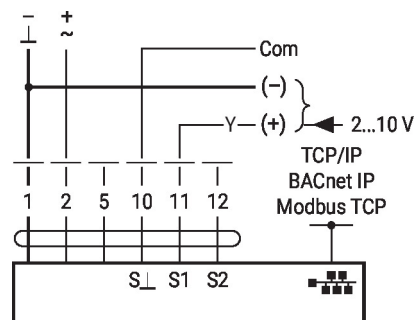 − +
⊥ ~
Com
(−)
Y (+) 2...10 V
TCP/IP
BACnet IP
Modbus TCP
1 2 5 10 11 12
S⊥ S1 S2